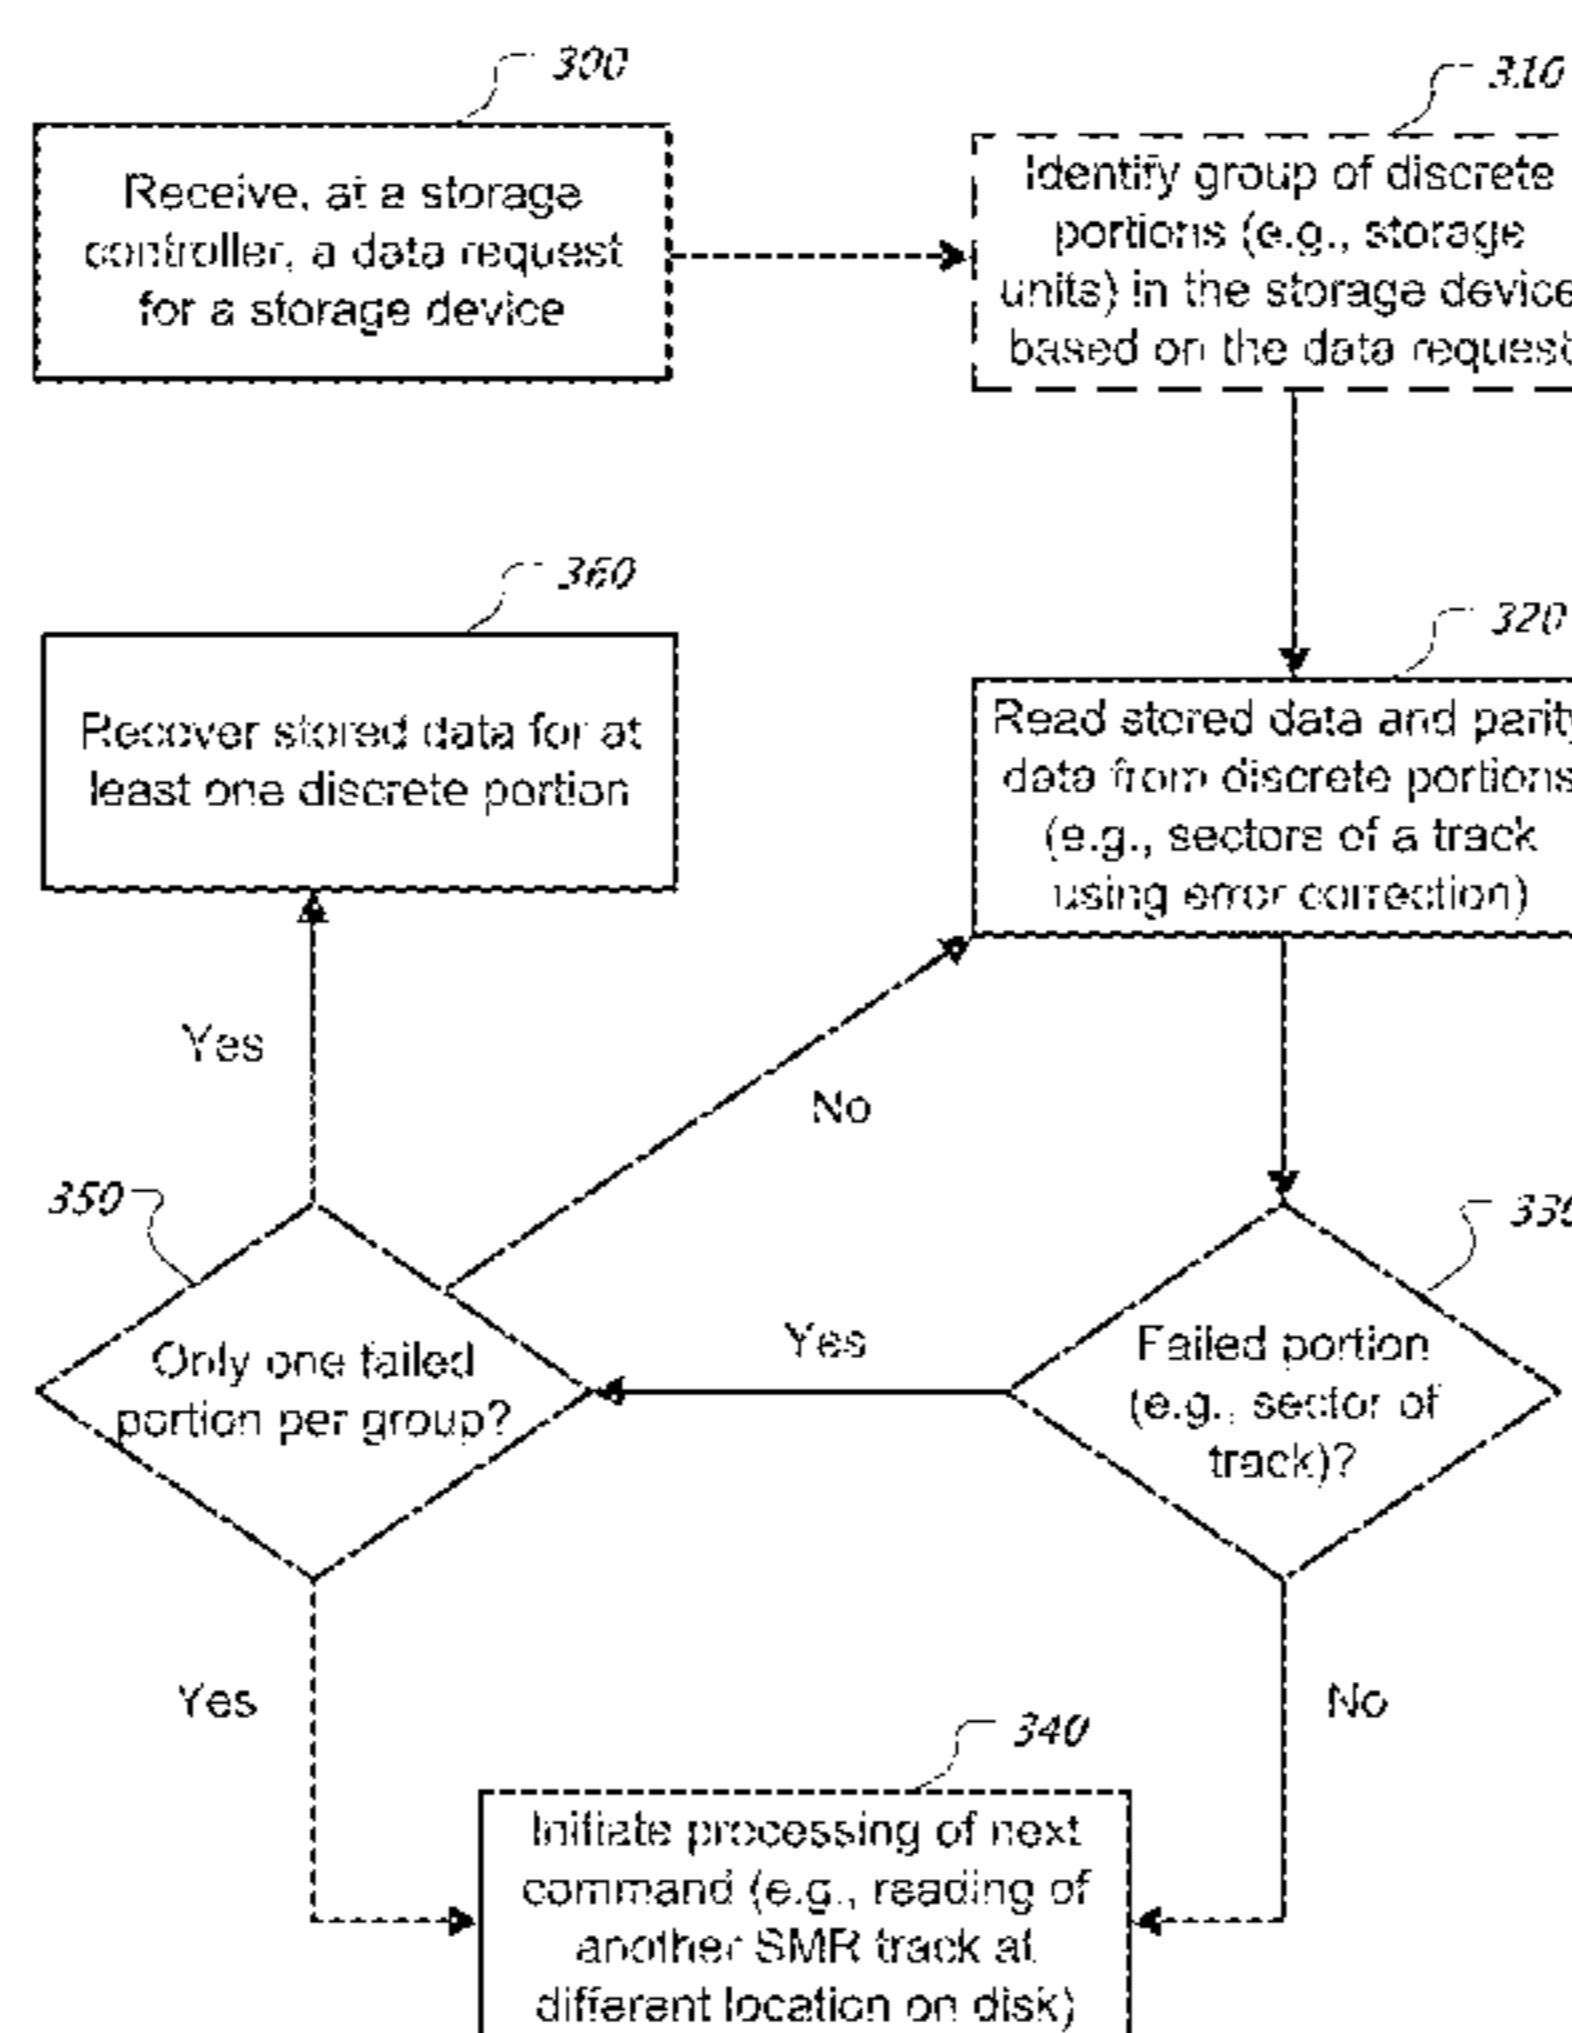 300
Receive, at a storage
controller, a data request
for a storage device
310
Identify group of discrete
portions (e.g., storage
units) in the storage device
based on the data request
360
Recover stored data for at
least one discrete portion
320
Read stored data and parity
data from discrete portions
(e.g., sectors of a track
using error correction)
Yes
No
350
Only one failed
portion per group?
Yes
330
Failed portion
(e.g., sector of
track)?
Yes
No
340
Initiate processing of next
command (e.g., reading of
another SMR track at
different location on disk)